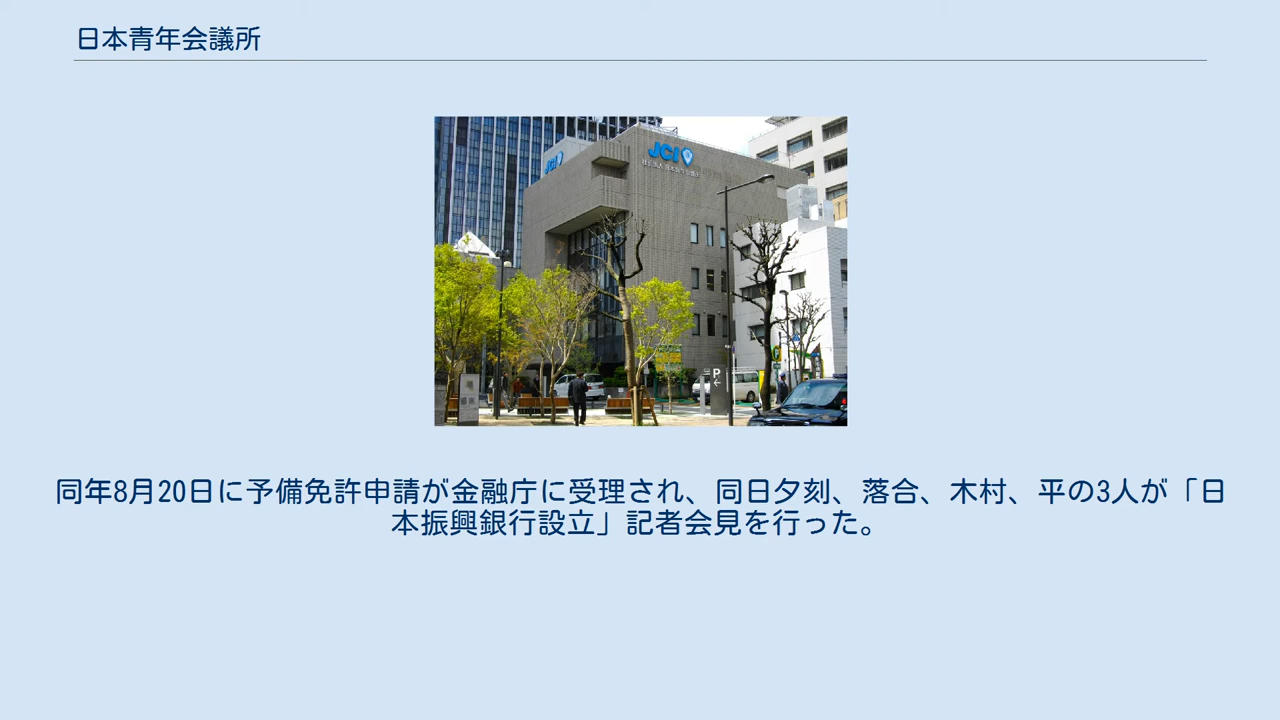 日本青年会議所
JCI
JCI
P
同年8月20日に予備免許申請が金融庁に受理され、同日夕刻、落合、木村、平の3人が「日
本振興銀行設立」記者会見を行った。